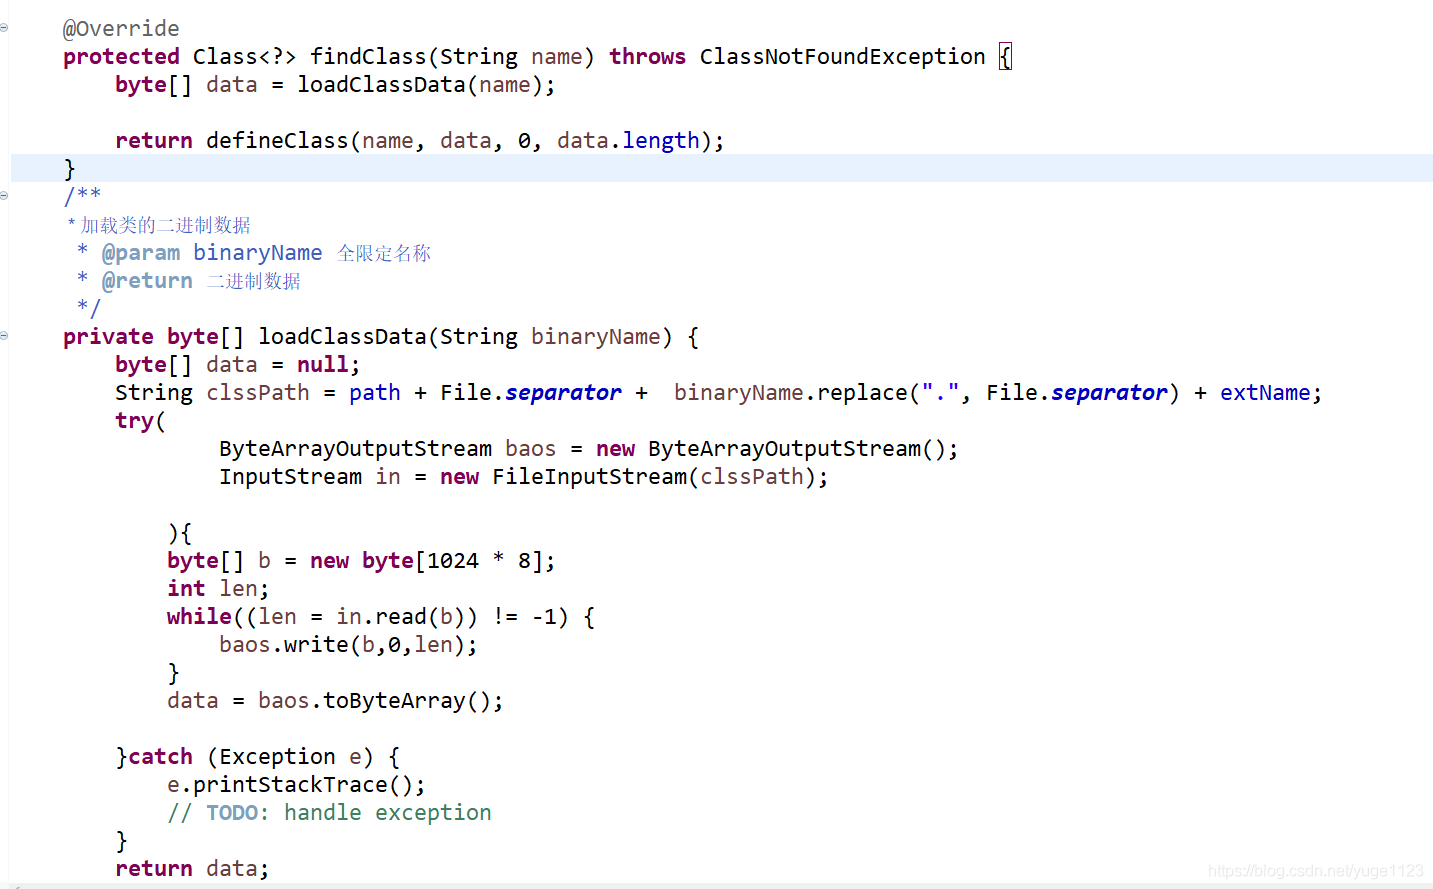 @Override
protected Class<?> findClass(String name) throws ClassNotFoundException {
byte[] data = loadClassData(name);
return defineClass(name, data, 0, data.length);
}
/**
* 加载类的二进制数据
* @param binaryName 全限定名称
* @return 二进制数据
*/
private byte[] loadClassData(String binaryName) {
byte[] data = null;
String clssPath = path + File.separator +  binaryName.replace(".", File.separator) + extName;
try(
ByteArrayOutputStream baos = new ByteArrayOutputStream();
InputStream in = new FileInputStream(clssPath);
){
byte[] b = new byte[1024 * 8];
int len;
while((len = in.read(b)) != -1) {
baos.write(b,0,len);
}
data = baos.toByteArray();
}catch (Exception e) {
e.printStackTrace();
// TODO: handle exception
}
return data;
https://blog.csdn.net/yuge1123